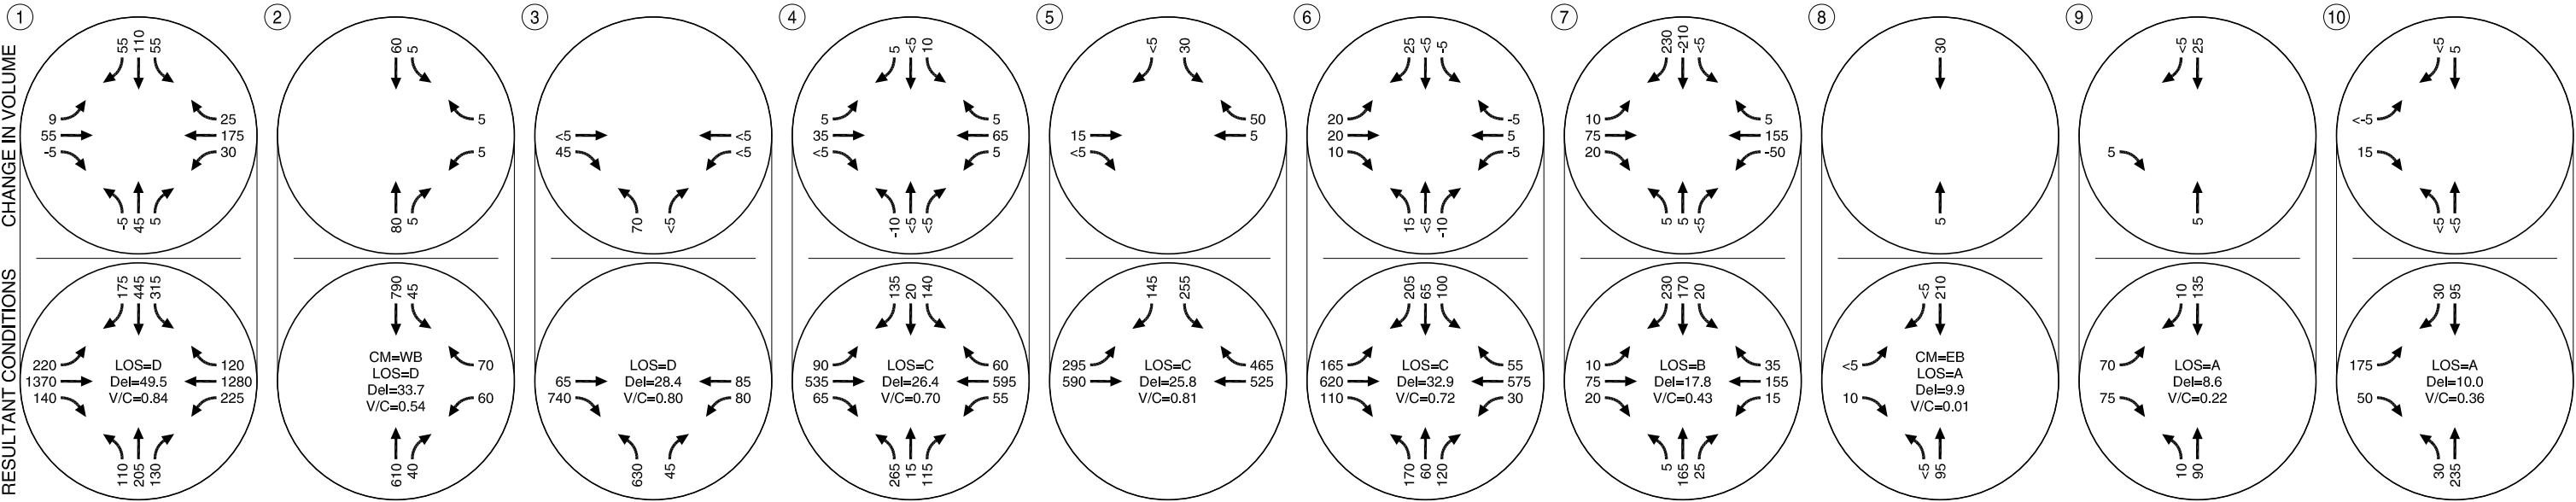 1
2
3
4
5
6
7
8
9
10
CHANGE IN VOLUME
55 110 55
9
55
-5
25
175
30
-5 45 5
60 5
5
5
80 5
<5
45
<5
<5
70 <5
5 <5 10
5
35
<5
5
65
5
-10 <5 <5
<5 30
15
<5
50
5
25 <5 -5
20
20
10
-5
5
-5
15 <5 -10
230 -210 <5
10
75
20
5
155
-50
5 5 <5
30
5
<5 25
5
5
<5 5
<-5
15
<5 <5
RESULTANT CONDITIONS
175 445 315
220
1370
140
LOS=D
Del=49.5
V/C=0.84
120
1280
225
110 205 130
790 45
CM=WB
LOS=D
Del=33.7
V/C=0.54
70
60
610 40
65
740
LOS=D
Del=28.4
V/C=0.80
85
80
630 45
135 20 140
90
535
65
LOS=C
Del=26.4
V/C=0.70
60
595
55
265 15 115
145 255
295
590
LOS=C
Del=25.8
V/C=0.81
465
525
205 65 100
165
620
110
LOS=C
Del=32.9
V/C=0.72
55
575
30
170 60 120
230 170 20
10
75
20
LOS=B
Del=17.8
V/C=0.43
35
155
15
5 165 25
<5 210
<5
10
CM=EB
LOS=A
Del=9.9
V/C=0.01
<5 95
10 135
70
75
LOS=A
Del=8.6
V/C=0.22
10 90
30 95
175
50
LOS=A
Del=10.0
V/C=0.36
30 235